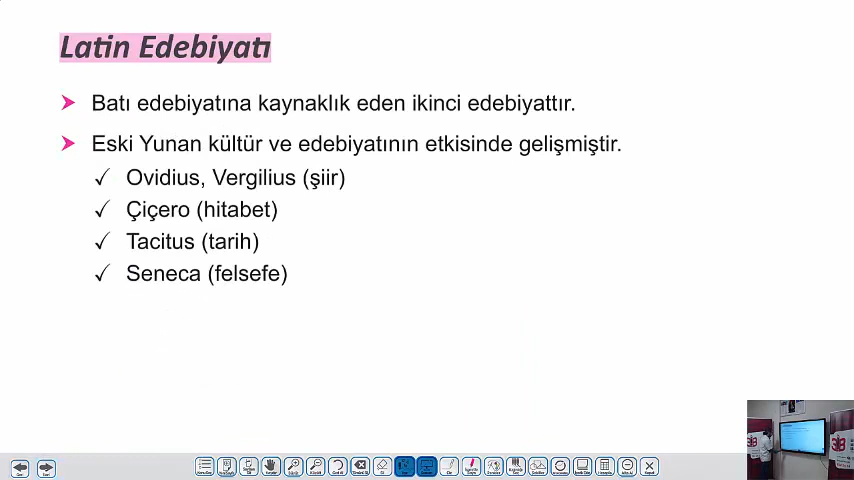 Latin Edebiyatı
Batı edebiyatına kaynaklık eden ikinci edebiyattır.
Eski Yunan kültür ve edebiyatının etkisinde gelişmiştir.
Ovidius, Vergilius (şiir)
Çiçero (hitabet)
Tacitus (tarih)
Seneca (felsefe)